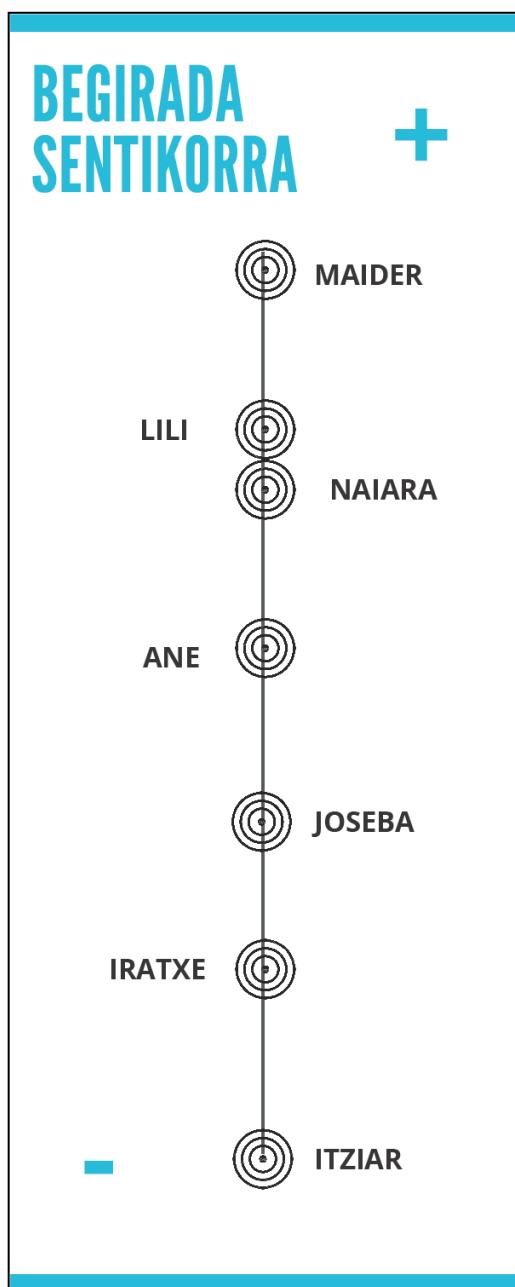 BEGIRADA
SENTIKORRA
+
MAIDER
LILI
NAIARA
ANE
JOSEBA
IRATXE
ITZIAR
-